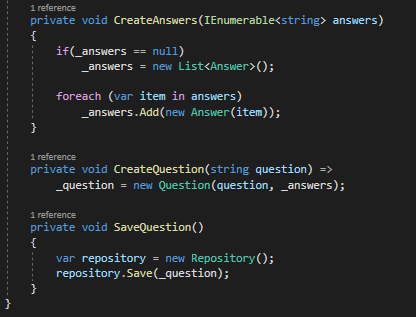 1 reference
private void CreateAnswers(IEnumerable<string> answers)
{
if(_answers == null)
_answers = new List<Answer>();
foreach (var item in answers)
_answers.Add(new Answer(item));
}
1 reference
private void CreateQuestion(string question) =>
_question = new Question(question, _answers);
1 reference
private void SaveQuestion()
{
var repository = new Repository();
repository.Save(_question);
}
}